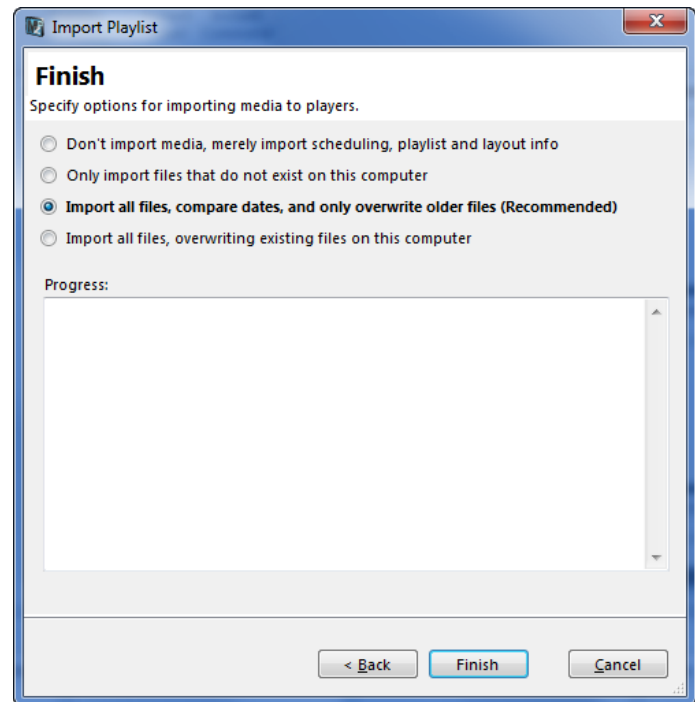 Import Playlist
Finish
Specify options for importing media to players.
Don't import media, merely import scheduling, playlist and layout info
Only import files that do not exist on this computer
Import all files, compare dates, and only overwrite older files (Recommended)
Import all files, overwriting existing files on this computer
Progress:
< Back Finish Cancel